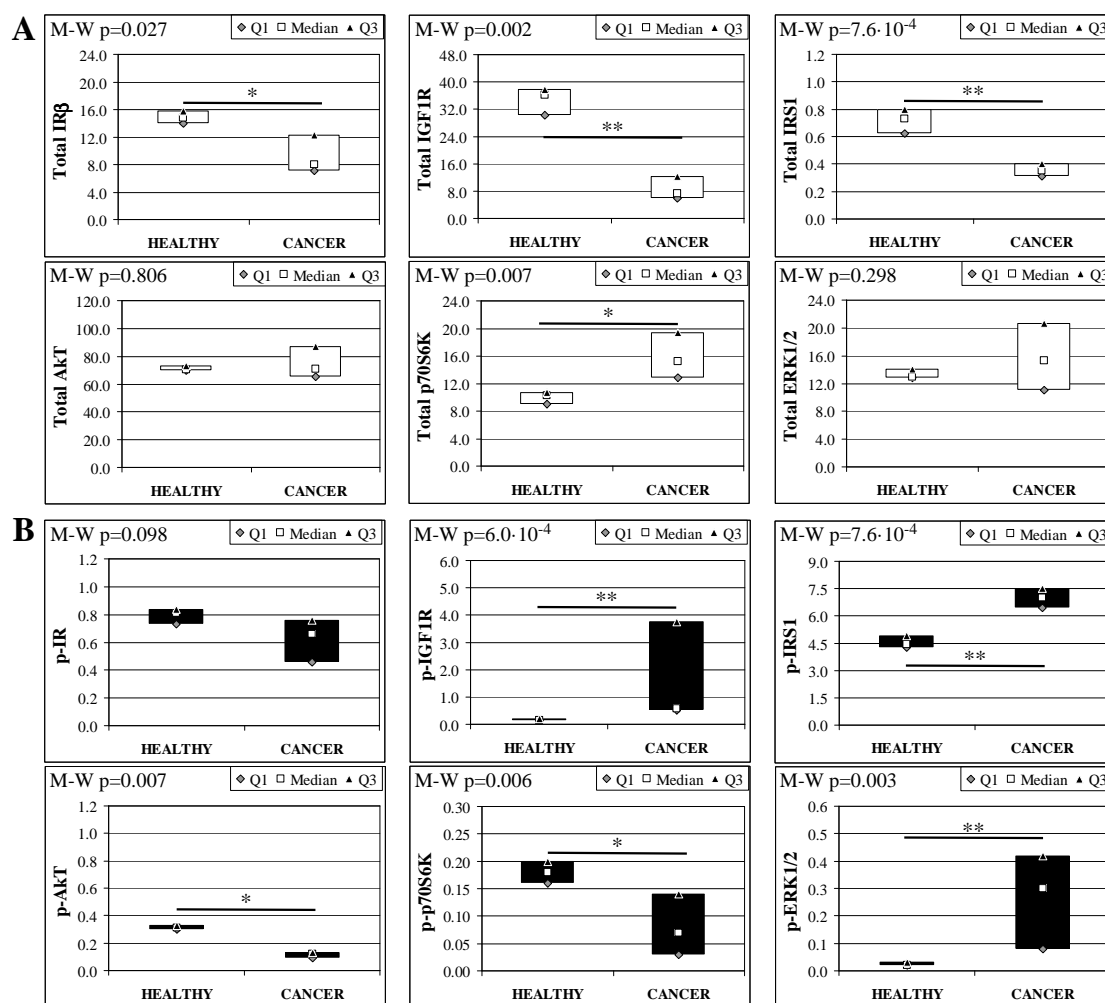 A
M-W p=0.027
Q1 Median Q3
Total IRβ
24.0
20.0
16.0
12.0
8.0
4.0
0.0
*
HEALTHY CANCER
M-W p=0.002
Q1 Median Q3
Total IGF1R
48.0
40.0
32.0
24.0
16.0
8.0
0.0
**
HEALTHY CANCER
M-W p=7.6·10⁻⁴
Q1 Median Q3
Total IRS1
1.2
1.0
0.8
0.6
0.4
0.2
0.0
**
HEALTHY CANCER
M-W p=0.806
Q1 Median Q3
Total AkT
120.0
100.0
80.0
60.0
40.0
20.0
0.0
HEALTHY CANCER
M-W p=0.007
Q1 Median Q3
Total p70S6K
24.0
20.0
16.0
12.0
8.0
4.0
0.0
*
HEALTHY CANCER
M-W p=0.298
Q1 Median Q3
Total ERK1/2
24.0
20.0
16.0
12.0
8.0
4.0
0.0
HEALTHY CANCER
B
M-W p=0.098
Q1 Median Q3
p-IR
1.2
1.0
0.8
0.6
0.4
0.2
0.0
HEALTHY CANCER
M-W p=6.0·10⁻⁴
Q1 Median Q3
p-IGF1R
6.0
5.0
4.0
3.0
2.0
1.0
0.0
**
HEALTHY CANCER
M-W p=7.6·10⁻⁴
Q1 Median Q3
p-IRS1
9.0
7.5
6.0
4.5
3.0
1.5
0.0
**
HEALTHY CANCER
M-W p=0.007
Q1 Median Q3
p-AkT
1.2
1.0
0.8
0.6
0.4
0.2
0.0
*
HEALTHY CANCER
M-W p=0.006
Q1 Median Q3
p-p70S6K
0.30
0.25
0.20
0.15
0.10
0.05
0.00
*
HEALTHY CANCER
M-W p=0.003
Q1 Median Q3
p-ERK1/2
0.6
0.5
0.4
0.3
0.2
0.1
0.0
**
HEALTHY CANCER